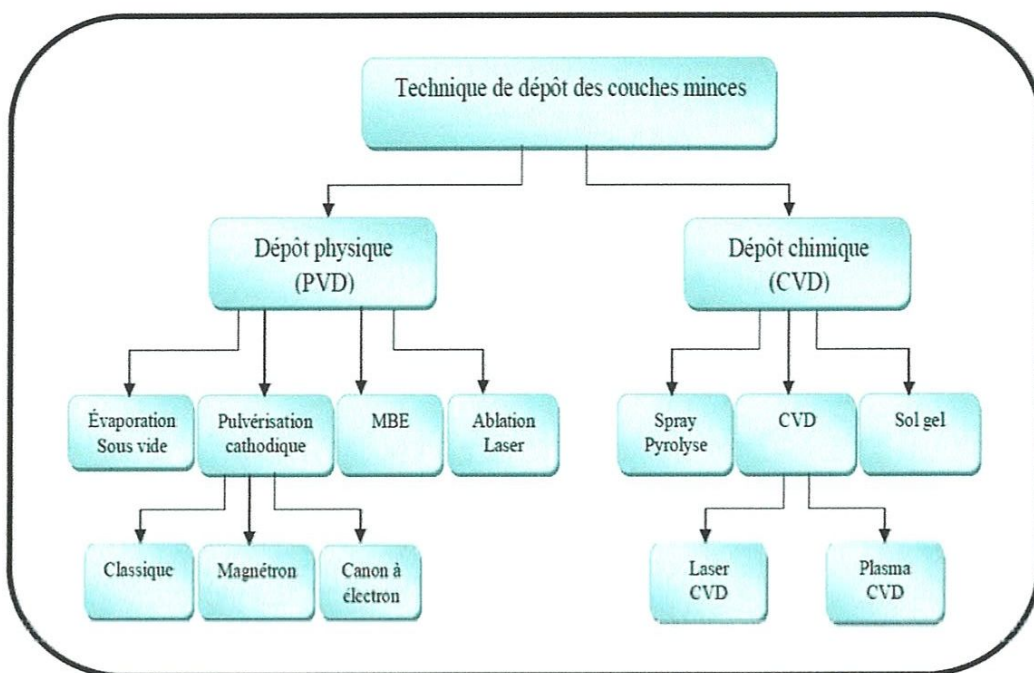 Technique de dépôt des couches minces
Dépôt physique
(PVD)
Dépôt chimique
(CVD)
Évaporation
Sous vide
Pulvérisation
cathodique
MBE
Ablation
Laser
Spray
Pyrolyse
CVD
Sol gel
Classique
Magnétron
Canon à
électron
Laser
CVD
Plasma
CVD